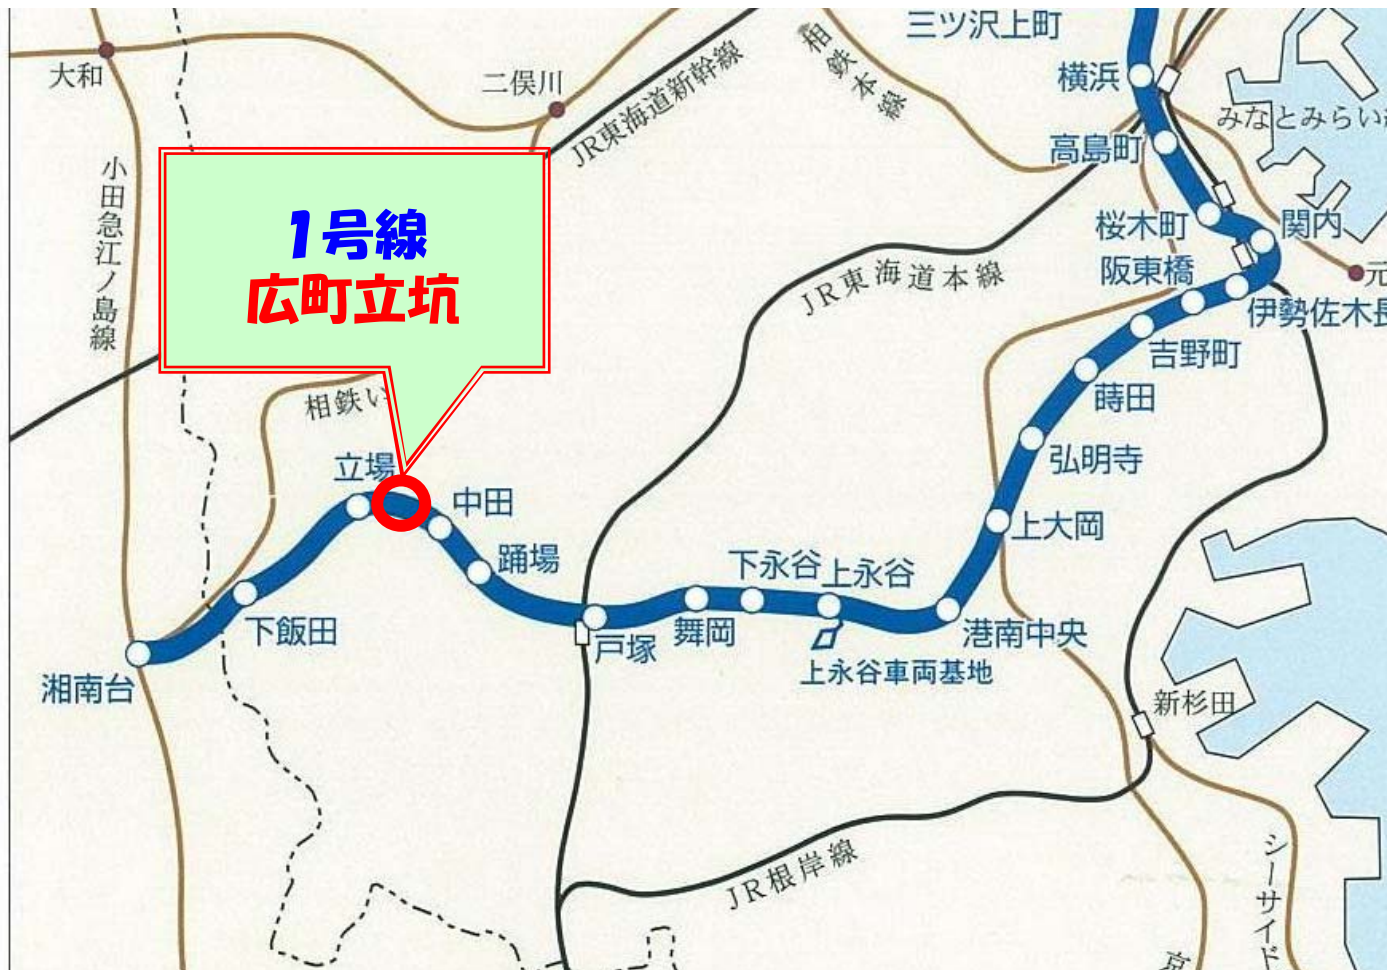 三ツ沢上町
大和
二俣川
JR東海道新幹線
相鉄本線
横浜
みなとみらい
高島町
小田急江ノ島線
1号線
広町立坑
桜木町
関内
阪東橋
元
JR東海道本線
伊勢佐木長
吉野町
相鉄い
蒔田
弘明寺
立場
中田
上大岡
踊場
下永谷
上永谷
下飯田
戸塚
舞岡
港南中央
上永谷車両基地
湘南台
新杉田
JR根岸線
シーサイド
京